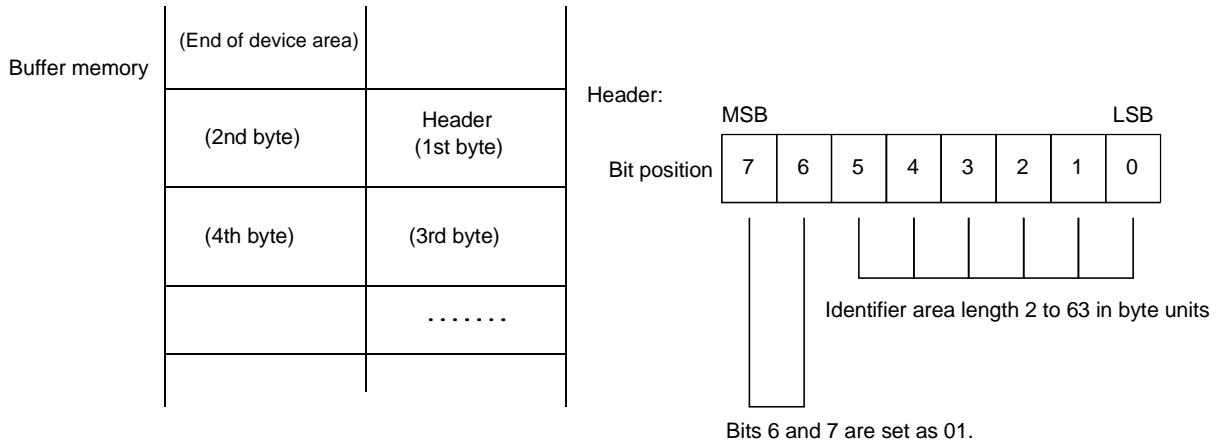 Buffer memory
(End of device area)
(2nd byte)
Header
(1st byte)
(4th byte)
(3rd byte)
.......
Header:
MSB
LSB
Bit position
7
6
5
4
3
2
1
0
Identifier area length 2 to 63 in byte units
Bits 6 and 7 are set as 01.